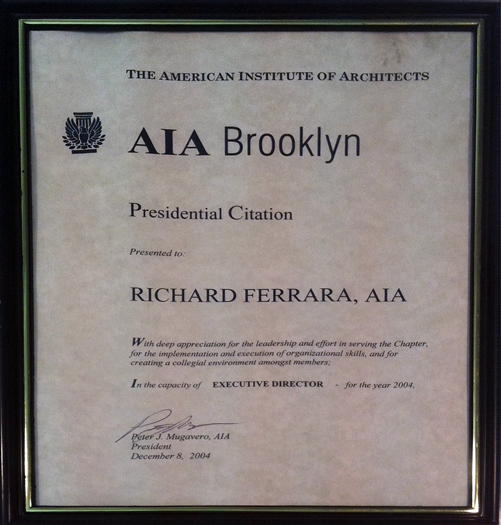 THE AMERICAN INSTITUTE OF ARCHITECTS
AIA Brooklyn
Presidential Citation
Presented to:
RICHARD FERRARA, AIA
With deep appreciation for the leadership and effort in serving the Chapter,
for the implementation and execution of organizational skills, and for
creating a collegial environment amongst members;
In the capacity of EXECUTIVE DIRECTOR - for the year 2004,
Peter J. Mugavero, AIA
President
December 8, 2004